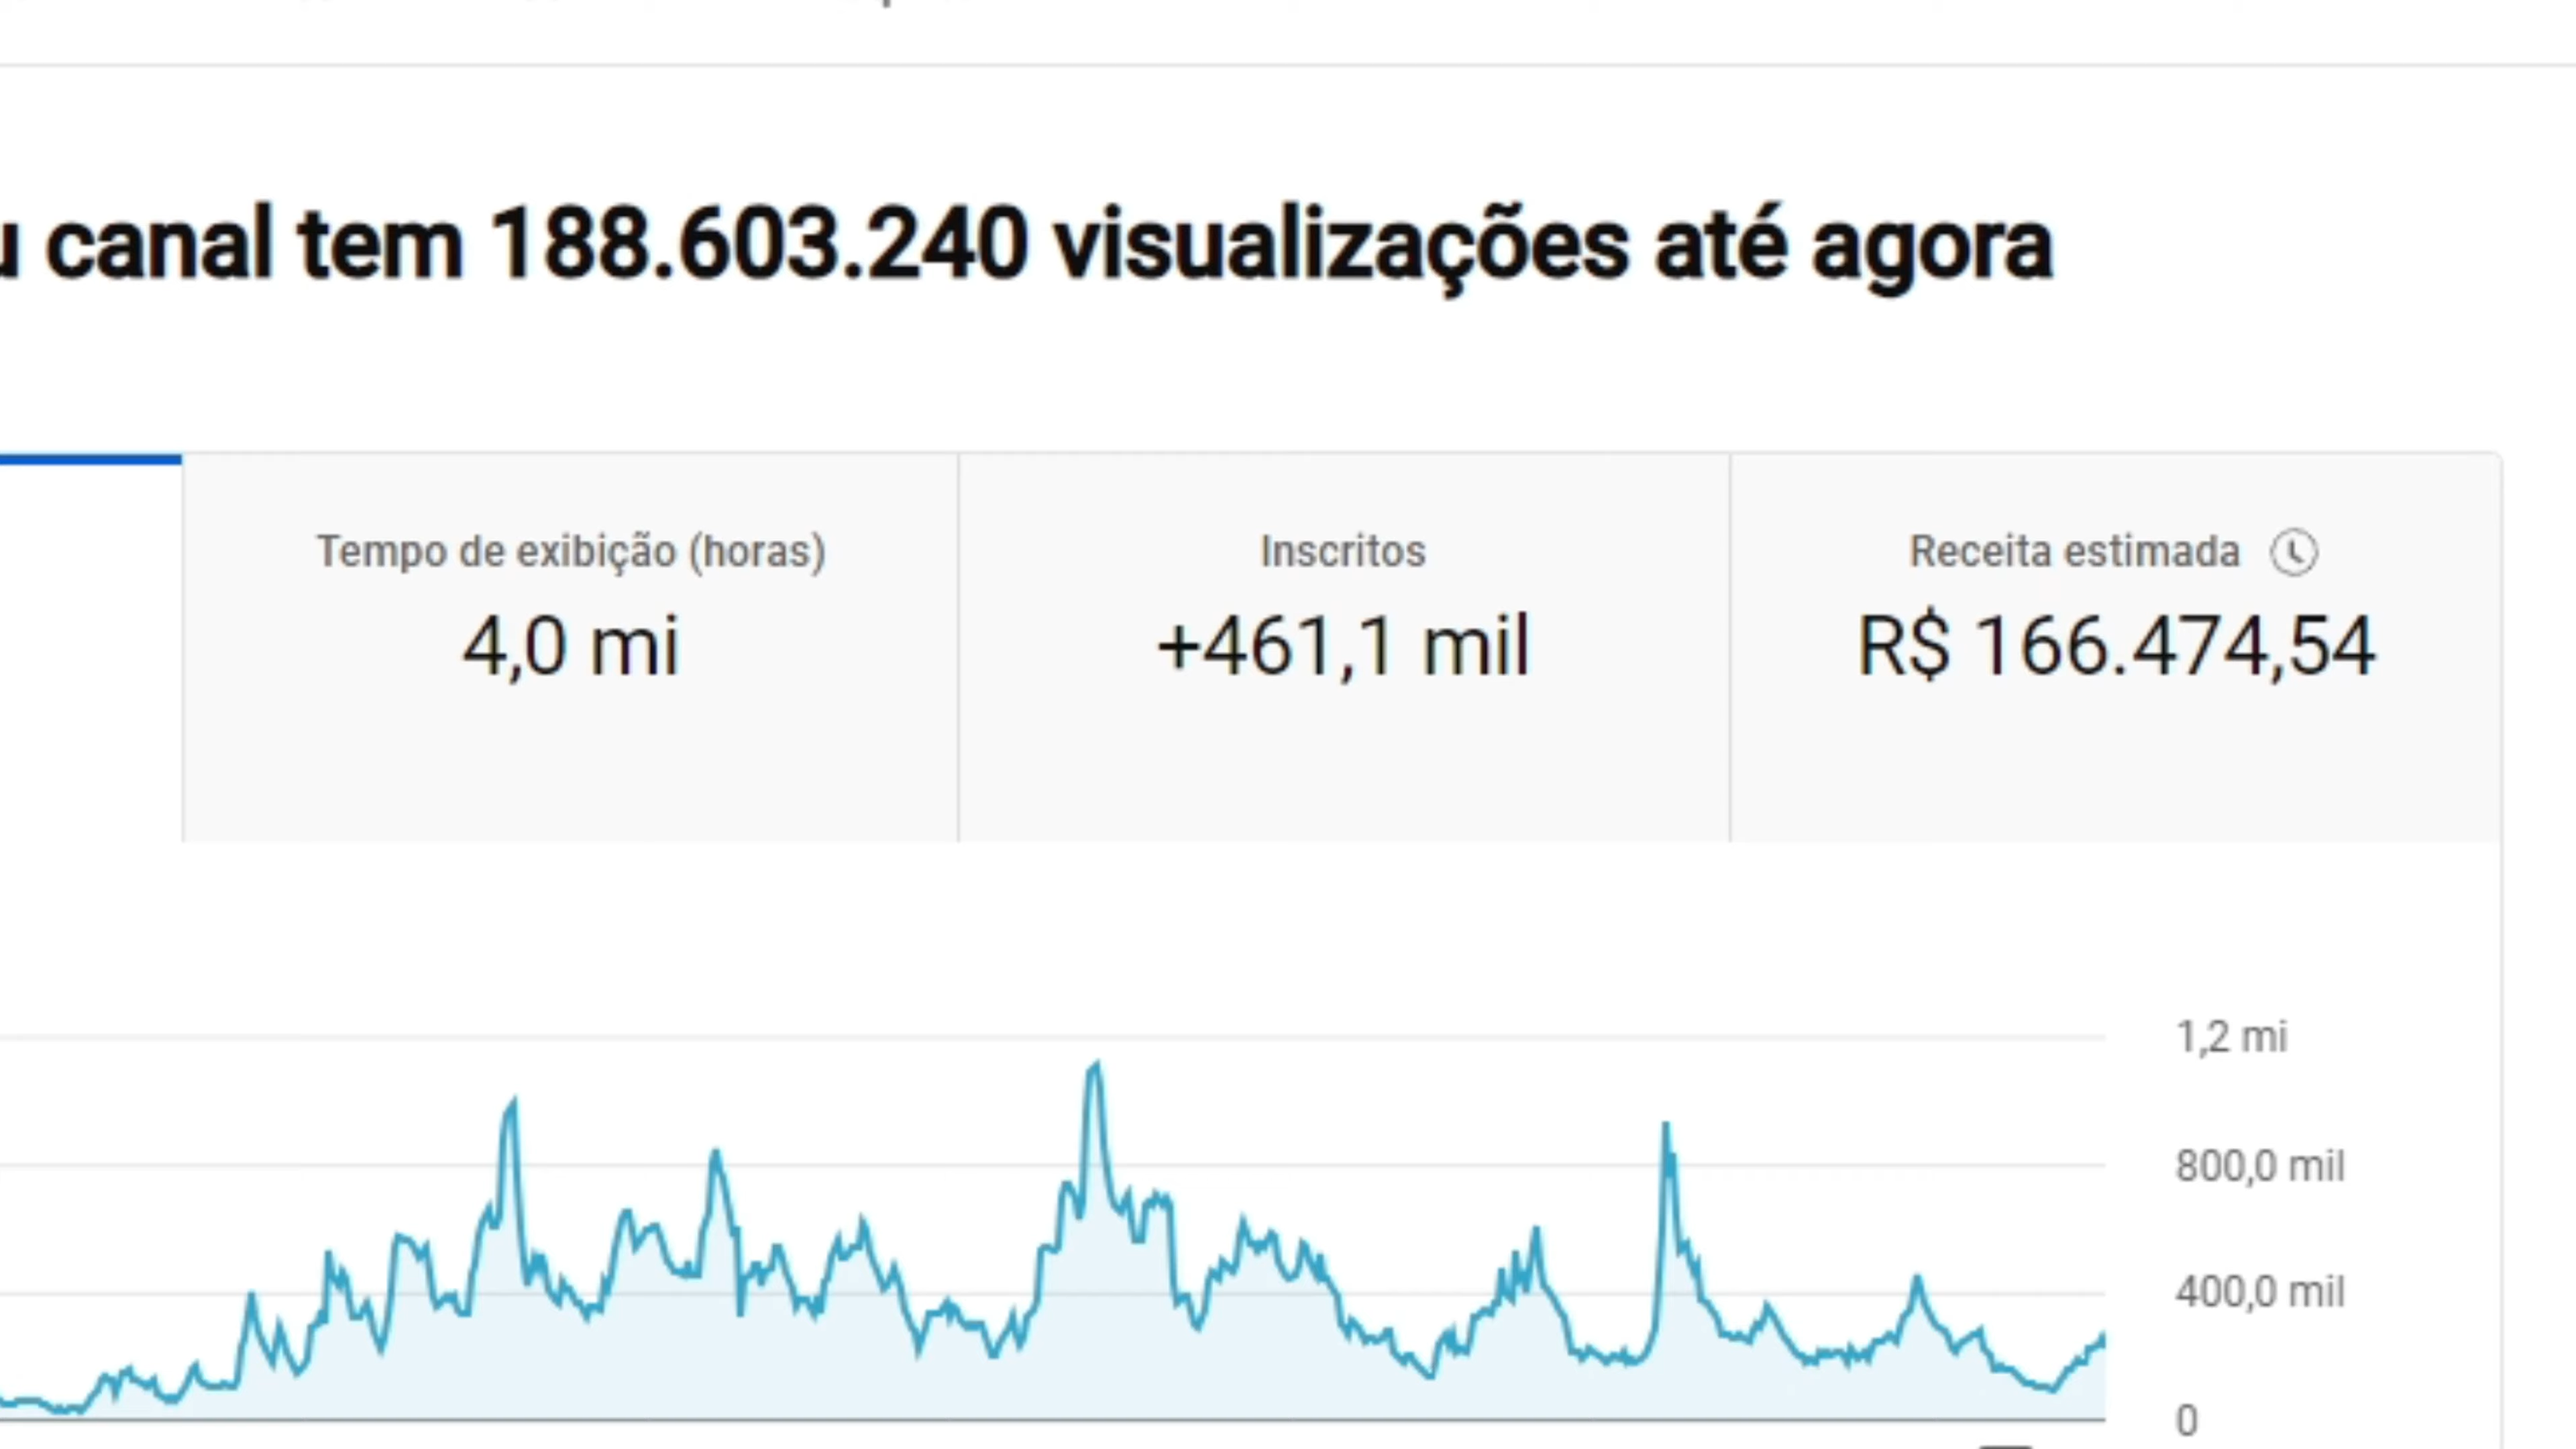 canal tem 188.603.240 visualizações até agora
Tempo de exibição (horas)
4,0 mi
Inscritos
+461,1 mil
Receita estimada
R$ 166.474,54
1,2 mi
800,0 mil
400,0 mil
0